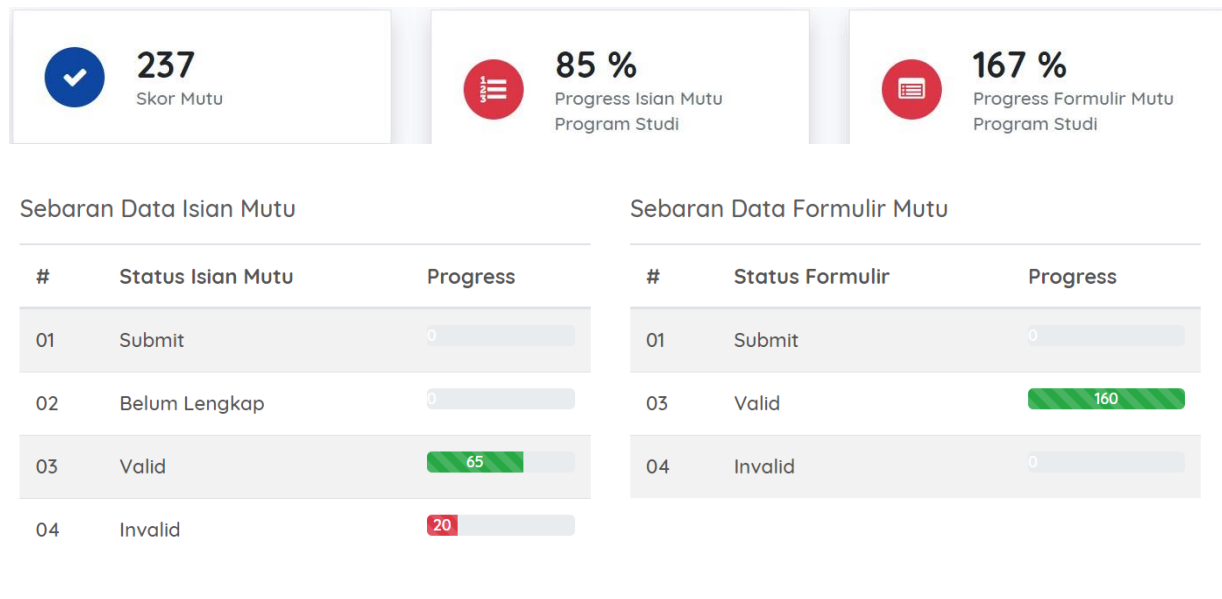 237
Skor Mutu
85 %
Progress Isian Mutu
Program Studi
167 %
Progress Formulir Mutu
Program Studi
Sebaran Data Isian Mutu
# Status Isian Mutu Progress
01 Submit 0
02 Belum Lengkap 0
03 Valid 65
04 Invalid 20
Sebaran Data Formulir Mutu
# Status Formulir Progress
01 Submit 0
03 Valid 160
04 Invalid 0